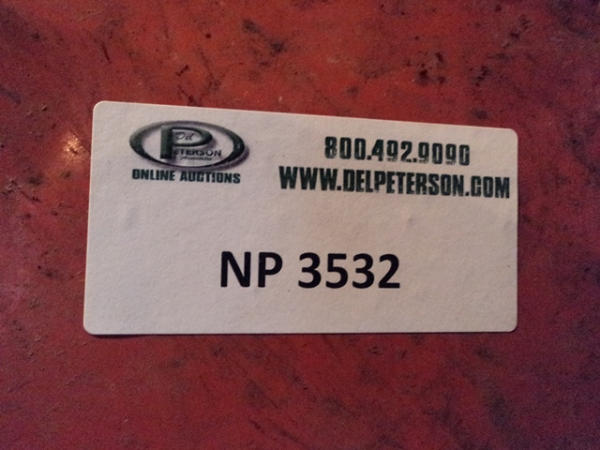 Del
PETERSON
ONLINE AUCTIONS
800.492.9090
WWW.DELPETERSON.COM
NP 3532